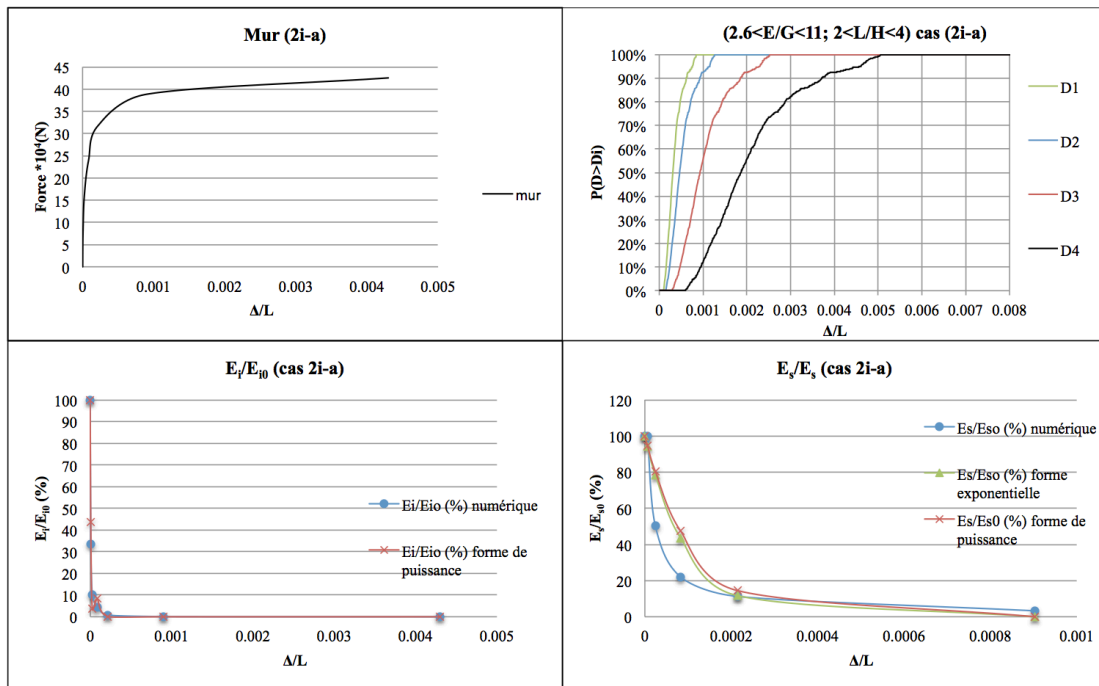 Mur (2i-a)
45
40
35
30
25
20
15
10
5
0
Force *10⁴(N)
0
0.001
0.002
0.003
0.004
0.005
Δ/L
mur
(2.6<E/G<11; 2<L/H<4) cas (2i-a)
100%
90%
80%
70%
60%
50%
40%
30%
20%
10%
0%
P(D>Di)
0
0.001
0.002
0.003
0.004
0.005
0.006
0.007
0.008
Δ/L
D1
D2
D3
D4
Ei/Ei0 (cas 2i-a)
100
90
80
70
60
50
40
30
20
10
0
Ei/Ei0 (%)
0
0.001
0.002
0.003
0.004
0.005
Δ/L
Ei/Eio (%) numérique
Ei/Eio (%) forme de
puissance
Es/Es (cas 2i-a)
120
100
80
60
40
20
0
Es/Es0 (%)
0
0.0002
0.0004
0.0006
0.0008
0.001
Δ/L
Es/Eso (%) numérique
Es/Eso (%) forme
exponentielle
Es/Es0 (%) forme de
puissance